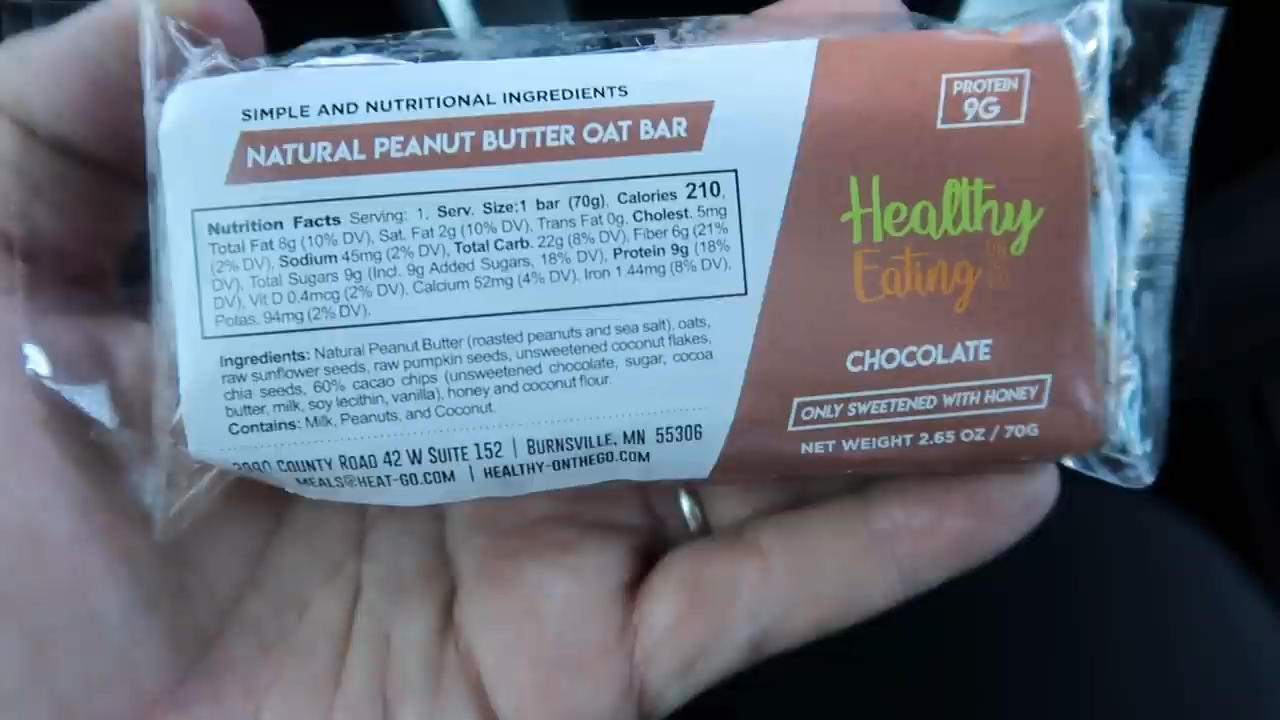 SIMPLE AND NUTRITIONAL INGREDIENTS
NATURAL PEANUT BUTTER OAT BAR
Nutrition Facts Serving: 1, Serv. Size:1 bar (70g), Calories 210,
Total Fat 8g (10% DV), Sat. Fat 2g (10% DV), Trans Fat 0g, Cholest. 5mg
(2% DV), Sodium 45mg (2% DV), Total Carb. 22g (8% DV), Fiber 6g (21%
DV), Total Sugars 9g (Incl. 9g Added Sugars, 18% DV), Protein 9g (18%
DV), Vit D 0.4mcg (2% DV), Calcium 52mg (4% DV), Iron 1.44mg (8% DV),
Potas. 94mg (2% DV).
Ingredients: Natural Peanut Butter (roasted peanuts and sea salt), oats,
raw sunflower seeds, raw pumpkin seeds, unsweetened coconut flakes,
chia seeds, 60% cacao chips (unsweetened chocolate, sugar, cocoa
butter, milk, soy lecithin, vanilla), honey and coconut flour.
Contains: Milk, Peanuts, and Coconut.
COUNTY ROAD 42 W SUITE 152 | BURNSVILLE, MN 55306
MEALS@HEAT-GO.COM | HEALTHY-ONTHEGO.COM
PROTEIN
9G
Healthy
Eating
CHOCOLATE
ONLY SWEETENED WITH HONEY
NET WEIGHT 2.65 OZ / 70G